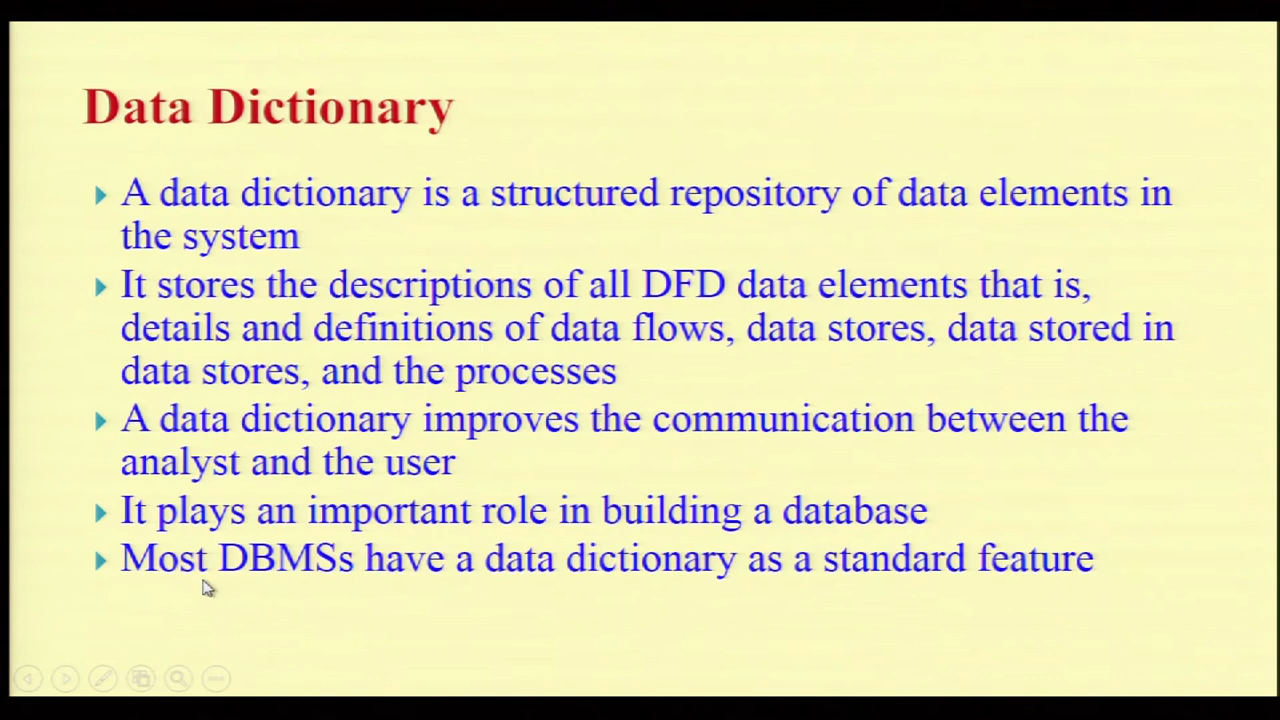 Data Dictionary
A data dictionary is a structured repository of data elements in
the system
It stores the descriptions of all DFD data elements that is,
details and definitions of data flows, data stores, data stored in
data stores, and the processes
A data dictionary improves the communication between the
analyst and the user
It plays an important role in building a database
Most DBMSs have a data dictionary as a standard feature